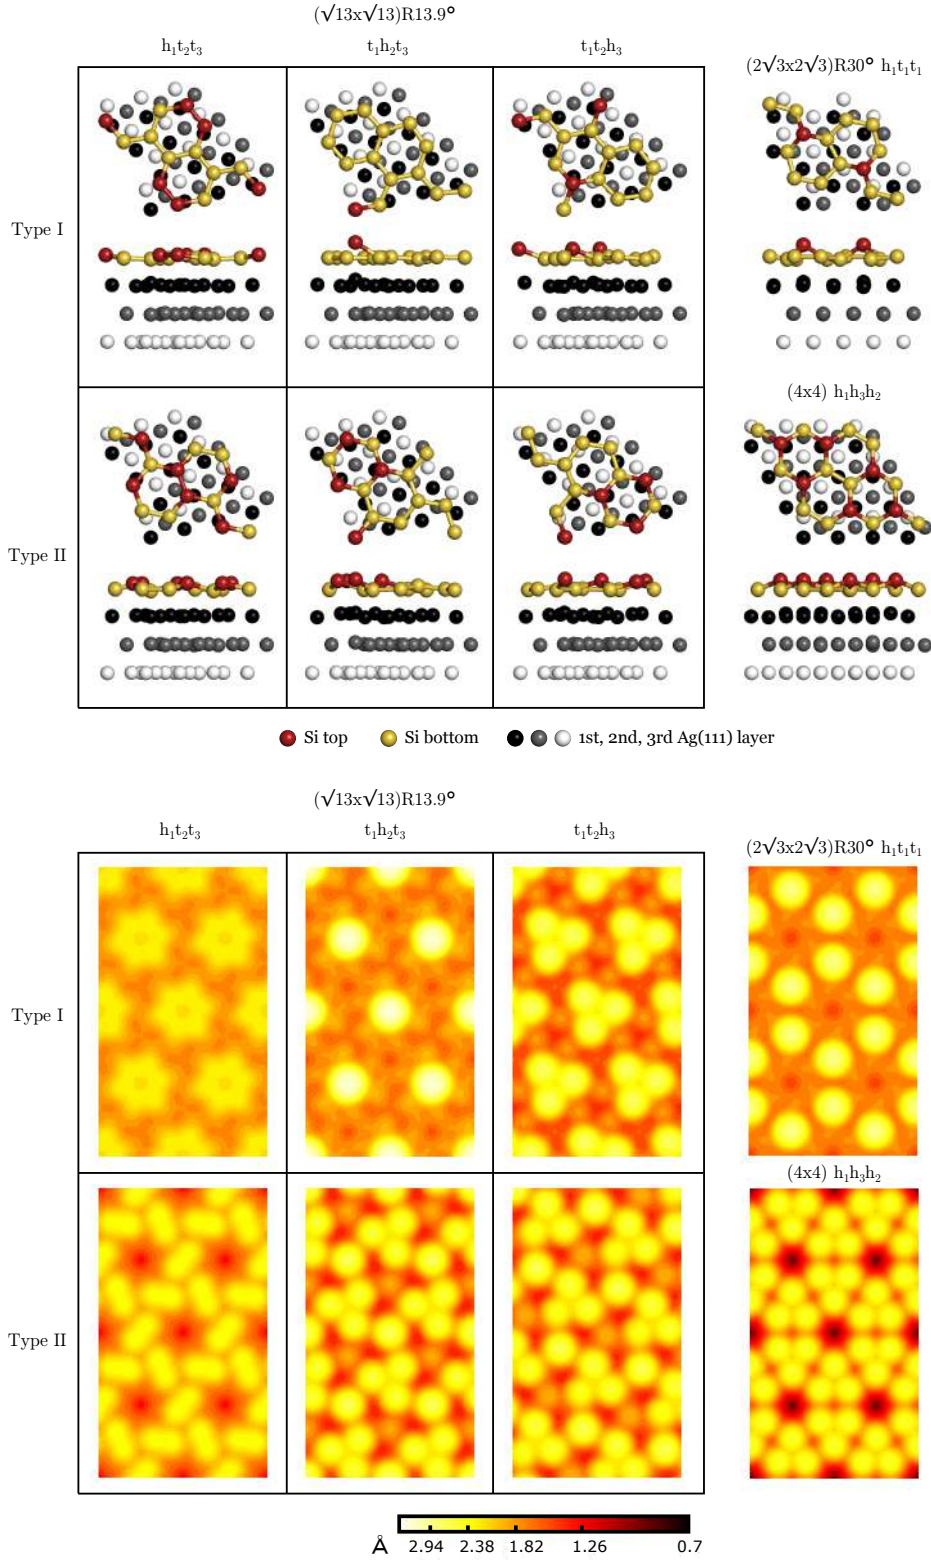 (√13x√13)R13.9°
h₁t₂t₃ t₁h₂t₃ t₁t₂h₃
(2√3x2√3)R30° h₁t₁t₁
Type I
(4x4) h₁h₃h₂
Type II
Si top Si bottom 1st, 2nd, 3rd Ag(111) layer
(√13x√13)R13.9°
h₁t₂t₃ t₁h₂t₃ t₁t₂h₃
(2√3x2√3)R30° h₁t₁t₁
Type I
(4x4) h₁h₃h₂
Type II
Å 2.94 2.38 1.82 1.26 0.7